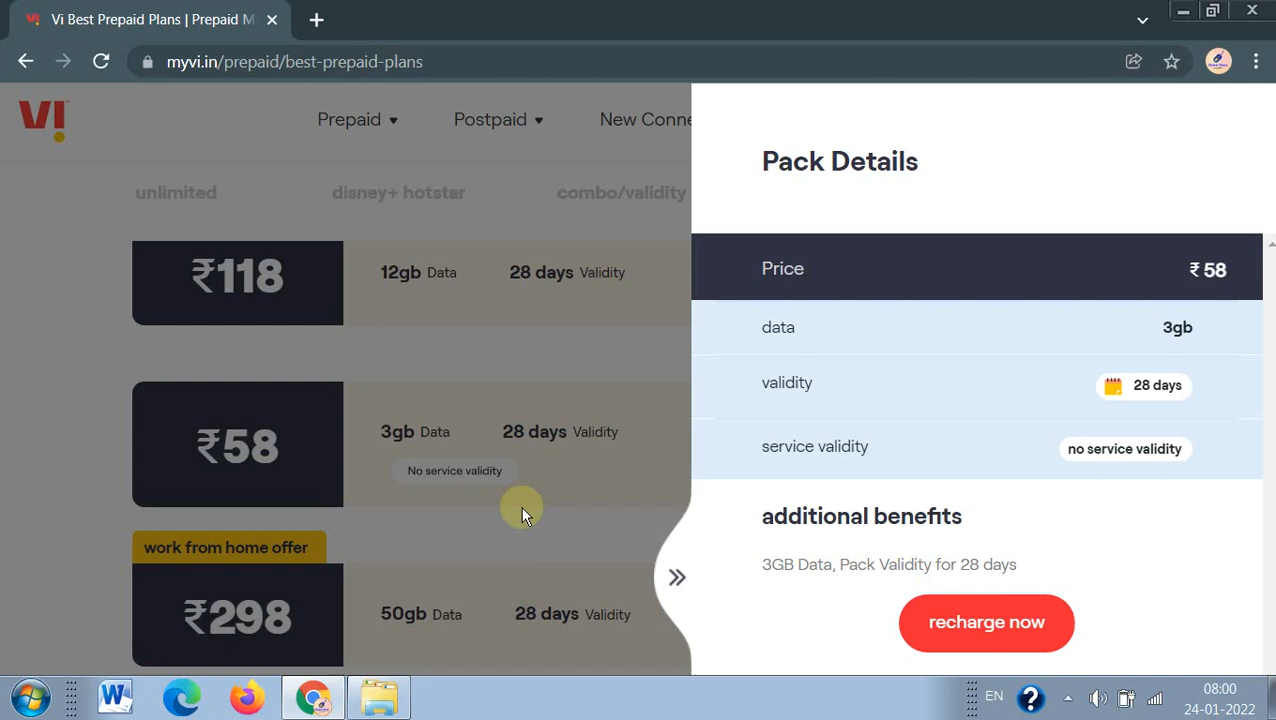 Vi Best Prepaid Plans | Prepaid M
myvi.in/prepaid/best-prepaid-plans
VI
Prepaid
Postpaid
New Conne
unlimited
disney+ hotstar
combo/validity
₹118
12gb Data
28 days Validity
₹58
3gb Data
28 days Validity
No service validity
work from home offer
₹298
50gb Data
28 days Validity
Pack Details
Price ₹ 58
data 3gb
validity 28 days
service validity no service validity
additional benefits
3GB Data, Pack Validity for 28 days
recharge now
EN
08:00
24-01-2022